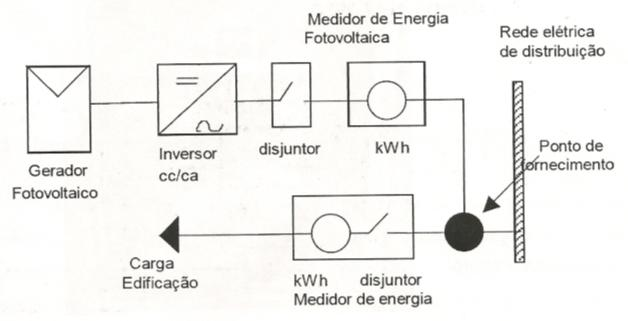 Medidor de Energia
Fotovoltaica
Rede elétrica
de distribuição
Gerador
Fotovoltaico
Inversor
cc/ca
disjuntor
kWh
Ponto de
fornecimento
Carga
Edificação
kWh disjuntor
Medidor de energia